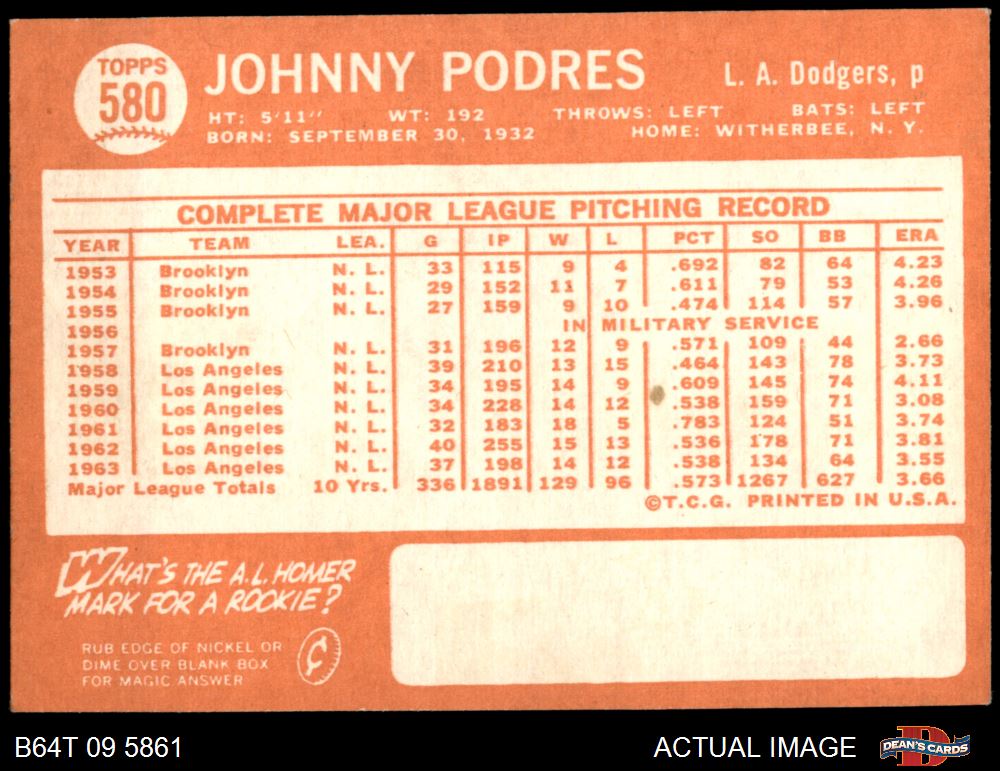 TOPPS
580
JOHNNY PODRES
L. A. Dodgers, p
HT: 5'11" WT: 192 THROWS: LEFT BATS: LEFT
BORN: SEPTEMBER 30, 1932 HOME: WITHERBEE, N. Y.
COMPLETE MAJOR LEAGUE PITCHING RECORD
YEAR TEAM LEA. G IP W L PCT SO BB ERA
1953 Brooklyn N. L. 33 115 9 4 .692 82 64 4.23
1954 Brooklyn N. L. 29 152 11 7 .611 79 53 4.26
1955 Brooklyn N. L. 27 159 9 10 .474 114 57 3.96
1956 IN MILITARY SERVICE
1957 Brooklyn N. L. 31 196 12 9 .571 109 44 2.66
1958 Los Angeles N. L. 39 210 13 15 .464 143 78 3.73
1959 Los Angeles N. L. 34 195 14 9 .609 145 74 4.11
1960 Los Angeles N. L. 34 228 14 12 .538 159 71 3.08
1961 Los Angeles N. L. 32 183 18 5 .783 124 51 3.74
1962 Los Angeles N. L. 40 255 15 13 .536 178 71 3.81
1963 Los Angeles N. L. 37 198 14 12 .538 134 64 3.55
Major League Totals 10 Yrs. 336 1891 129 96 .573 1267 627 3.66
©T.C.G. PRINTED IN U.S.A.
WHAT'S THE A.L. HOMER
MARK FOR A ROOKIE?
RUB EDGE OF NICKEL OR
DIME OVER BLANK BOX
FOR MAGIC ANSWER
¢
B64T 09 5861
ACTUAL IMAGE
D
DEAN'S CARDS